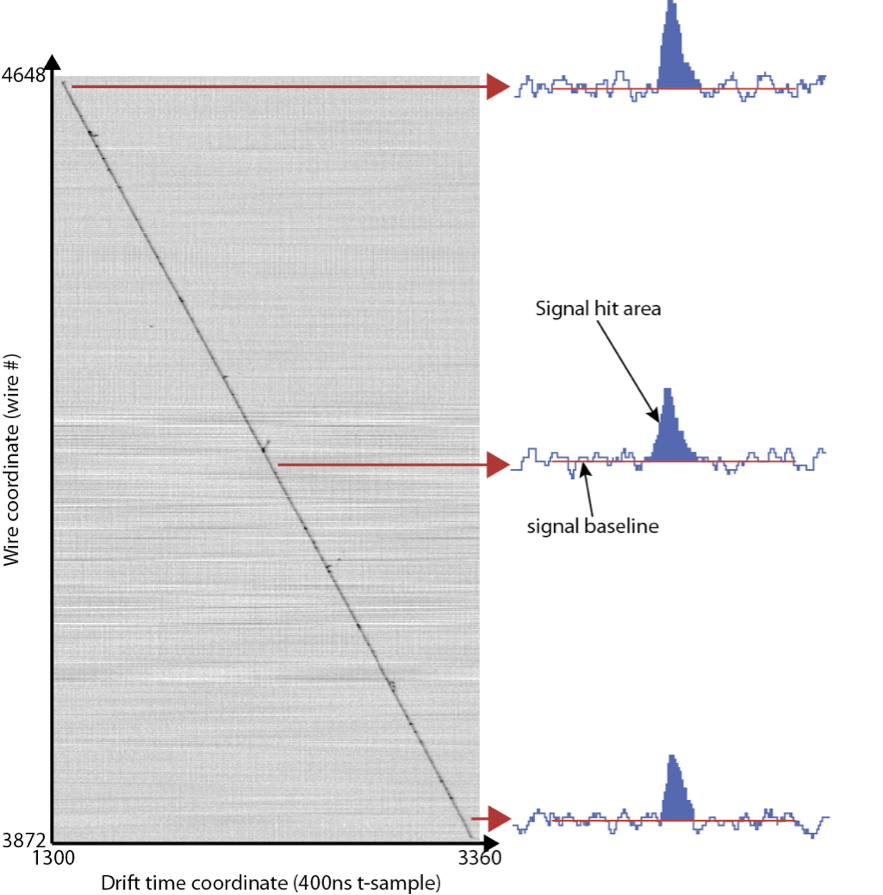 4648
Signal hit area
Wire coordinate (wire #)
signal baseline
3872
1300
3360
Drift time coordinate (400ns t-sample)